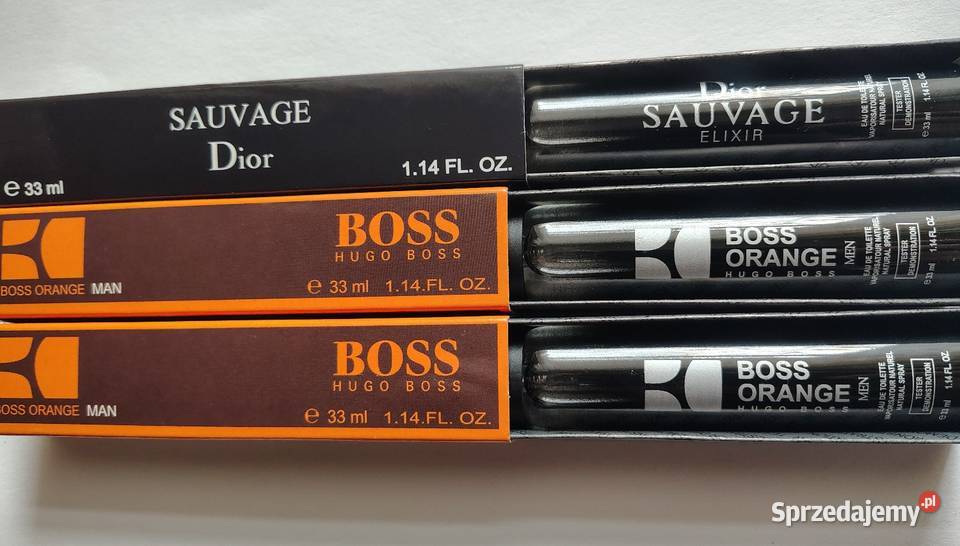 SAUVAGE
Dior
e 33 ml
1.14 FL. OZ.
Dior
SAUVAGE
ELIXIR
EAU DE TOILETTE
VAPORISATOUR NATUREL
NATURAL SPRAY
TESTER
DEMONSTRATION
e 33 ml 1.14 FL. OZ
BOSS
HUGO BOSS
BOSS ORANGE MAN
e 33 ml 1.14.FL. OZ.
BOSS
ORANGE MEN
HUGO BOSS
EAU DE TOILETTE
VAPORISATOUR NATUREL
NATURAL SPRAY
TESTER
DEMONSTRATION
e 33 ml 1.14 FL. OZ
BOSS
HUGO BOSS
BOSS ORANGE MAN
e 33 ml 1.14.FL. OZ.
BOSS
ORANGE MEN
HUGO BOSS
EAU DE TOILETTE
VAPORISATOUR NATUREL
NATURAL SPRAY
TESTER
DEMONSTRATION
e 33 ml 1.14 FL. OZ
Sprzedajemy.pl